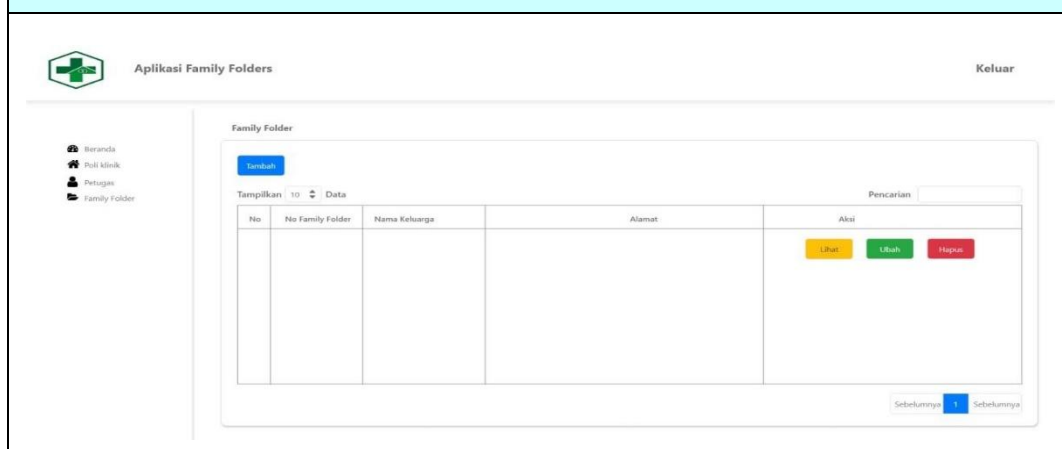 Aplikasi Family Folders
Keluar
Beranda
Poli klinik
Petugas
Family Folder
Family Folder
Tambah
Tampilkan 10 Data
Pencarian
No No Family Folder Nama Keluarga Alamat Aksi
Lihat Ubah Hapus
Sebelumnya 1 Sebelumnya